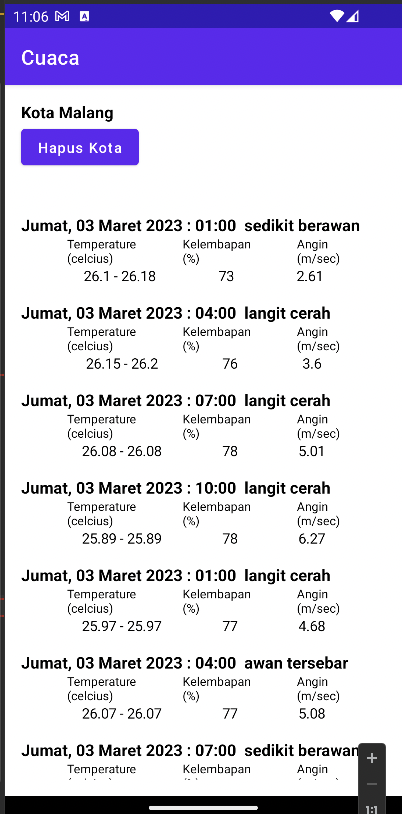 11:06
Cuaca
Kota Malang
Hapus Kota
Jumat, 03 Maret 2023 : 01:00 sedikit berawan
Temperature Kelembapan Angin
(celcius) (%) (m/sec)
26.1 - 26.18 73 2.61
Jumat, 03 Maret 2023 : 04:00 langit cerah
Temperature Kelembapan Angin
(celcius) (%) (m/sec)
26.15 - 26.2 76 3.6
Jumat, 03 Maret 2023 : 07:00 langit cerah
Temperature Kelembapan Angin
(celcius) (%) (m/sec)
26.08 - 26.08 78 5.01
Jumat, 03 Maret 2023 : 10:00 langit cerah
Temperature Kelembapan Angin
(celcius) (%) (m/sec)
25.89 - 25.89 78 6.27
Jumat, 03 Maret 2023 : 01:00 langit cerah
Temperature Kelembapan Angin
(celcius) (%) (m/sec)
25.97 - 25.97 77 4.68
Jumat, 03 Maret 2023 : 04:00 awan tersebar
Temperature Kelembapan Angin
(celcius) (%) (m/sec)
26.07 - 26.07 77 5.08
Jumat, 03 Maret 2023 : 07:00 sedikit berawan
Temperature Kelembapan Angin
1:1